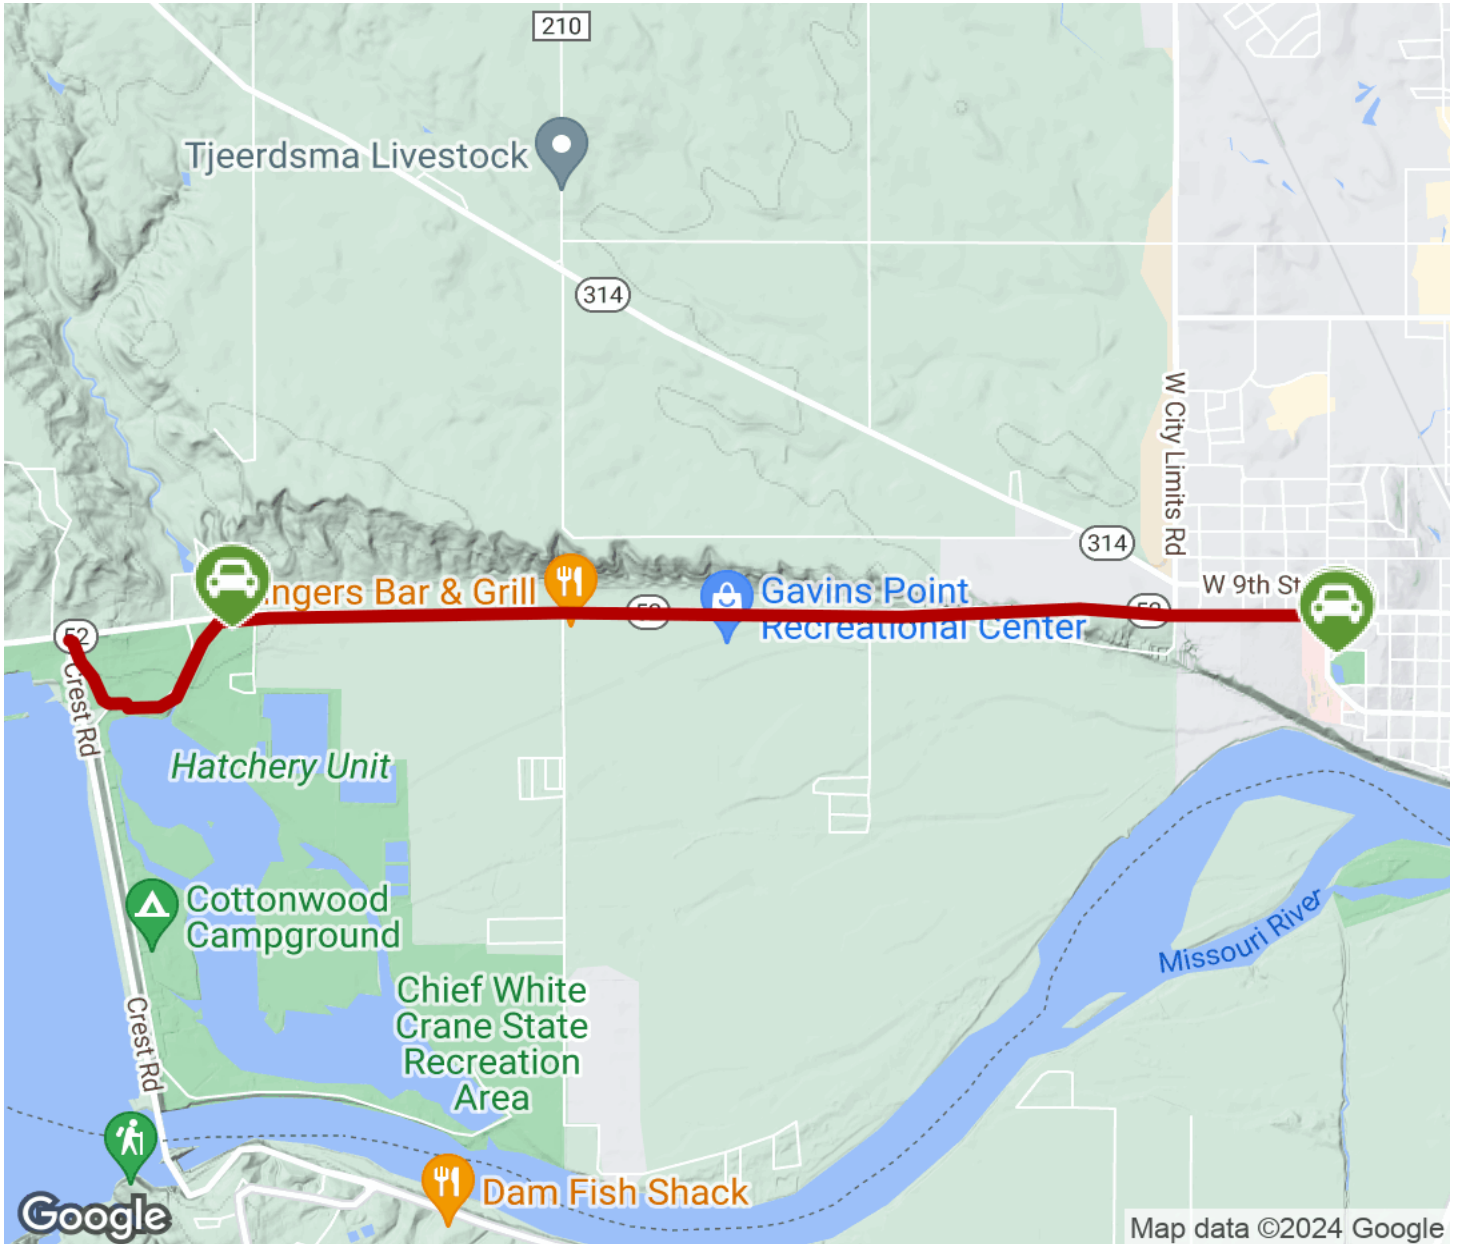 210
Tjeerdsma Livestock
314
W City Limits Rd
314
W 9th St
ngers Bar & Grill
52
Gavins Point
Recreational Center
52
52
Crest Rd
Hatchery Unit
Cottonwood
Campground
Missouri River
Chief White
Crane State
Recreation
Area
Crest Rd
Dam Fish Shack
Google
Map data ©2024 Google